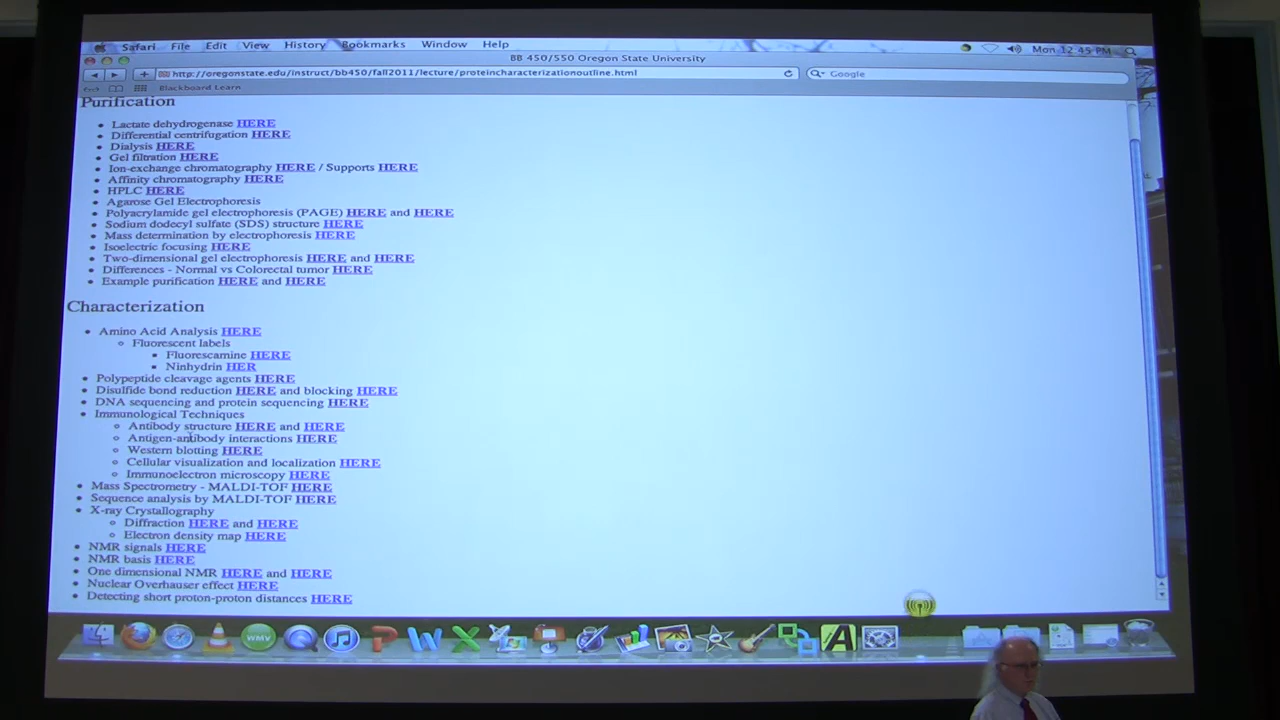 Safari File Edit View History Bookmarks Window Help Mon 12:45 PM
BB 450/550 Oregon State University
http://oregonstate.edu/instruct/bb450/fall2011/lecture/proteincharacterizationoutline.html Google
Blackboard Learn
Purification
Lactate dehydrogenase HERE
Differential centrifugation HERE
Dialysis HERE
Gel filtration HERE
Ion-exchange chromatography HERE / Supports HERE
Affinity chromatography HERE
HPLC HERE
Agarose Gel Electrophoresis
Polyacrylamide gel electrophoresis (PAGE) HERE and HERE
Sodium dodecyl sulfate (SDS) structure HERE
Mass determination by electrophoresis HERE
Isoelectric focusing HERE
Two-dimensional gel electrophoresis HERE and HERE
Differences - Normal vs Colorectal tumor HERE
Example purification HERE and HERE
Characterization
Amino Acid Analysis HERE
Fluorescent labels
Fluorescamine HERE
Ninhydrin HER
Polypeptide cleavage agents HERE
Disulfide bond reduction HERE and blocking HERE
DNA sequencing and protein sequencing HERE
Immunological Techniques
Antibody structure HERE and HERE
Antigen-antibody interactions HERE
Western blotting HERE
Cellular visualization and localization HERE
Immunoelectron microscopy HERE
Mass Spectrometry - MALDI-TOF HERE
Sequence analysis by MALDI-TOF HERE
X-ray Crystallography
Diffraction HERE and HERE
Electron density map HERE
NMR signals HERE
NMR basis HERE
One dimensional NMR HERE and HERE
Nuclear Overhauser effect HERE
Detecting short proton-proton distances HERE
WMV